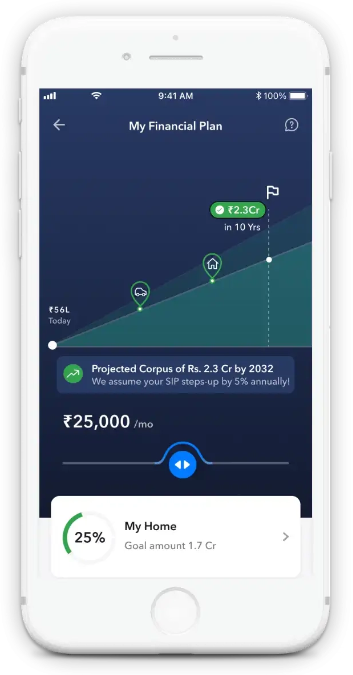 9:41 AM
100%
My Financial Plan
₹2.3Cr
in 10 Yrs
₹56L
Today
Projected Corpus of Rs. 2.3 Cr by 2032
We assume your SIP steps-up by 5% annually!
₹25,000 /mo
25%
My Home
Goal amount 1.7 Cr